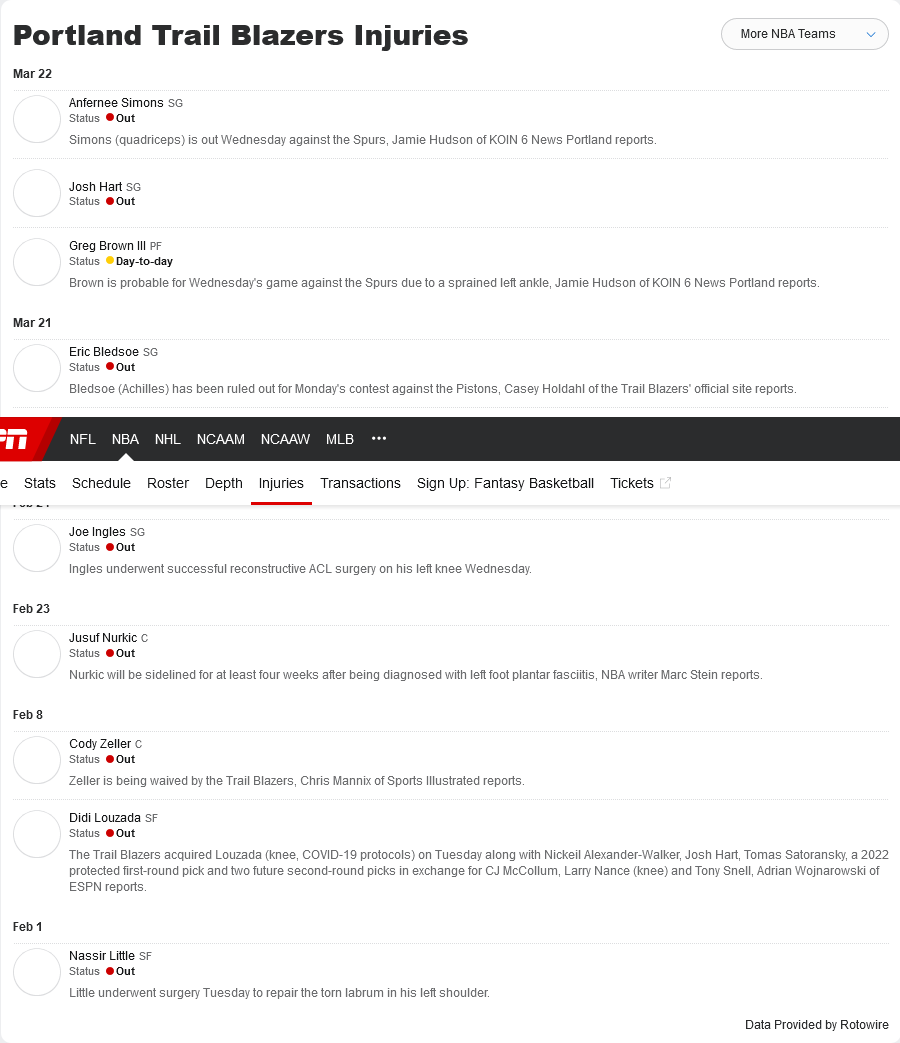 Portland Trail Blazers Injuries
More NBA Teams
Mar 22
Anfernee Simons SG
Status Out
Simons (quadriceps) is out Wednesday against the Spurs, Jamie Hudson of KOIN 6 News Portland reports.
Josh Hart SG
Status Out
Greg Brown III PF
Status Day-to-day
Brown is probable for Wednesday's game against the Spurs due to a sprained left ankle, Jamie Hudson of KOIN 6 News Portland reports.
Mar 21
Eric Bledsoe SG
Status Out
Bledsoe (Achilles) has been ruled out for Monday's contest against the Pistons, Casey Holdahl of the Trail Blazers' official site reports.
NFL NBA NHL NCAAM NCAAW MLB •••
e Stats Schedule Roster Depth Injuries Transactions Sign Up: Fantasy Basketball Tickets
Joe Ingles SG
Status Out
Ingles underwent successful reconstructive ACL surgery on his left knee Wednesday.
Feb 23
Jusuf Nurkic C
Status Out
Nurkic will be sidelined for at least four weeks after being diagnosed with left foot plantar fasciitis, NBA writer Marc Stein reports.
Feb 8
Cody Zeller C
Status Out
Zeller is being waived by the Trail Blazers, Chris Mannix of Sports Illustrated reports.
Didi Louzada SF
Status Out
The Trail Blazers acquired Louzada (knee, COVID-19 protocols) on Tuesday along with Nickeil Alexander-Walker, Josh Hart, Tomas Satoransky, a 2022
protected first-round pick and two future second-round picks in exchange for CJ McCollum, Larry Nance (knee) and Tony Snell, Adrian Wojnarowski of
ESPN reports.
Feb 1
Nassir Little SF
Status Out
Little underwent surgery Tuesday to repair the torn labrum in his left shoulder.
Data Provided by Rotowire